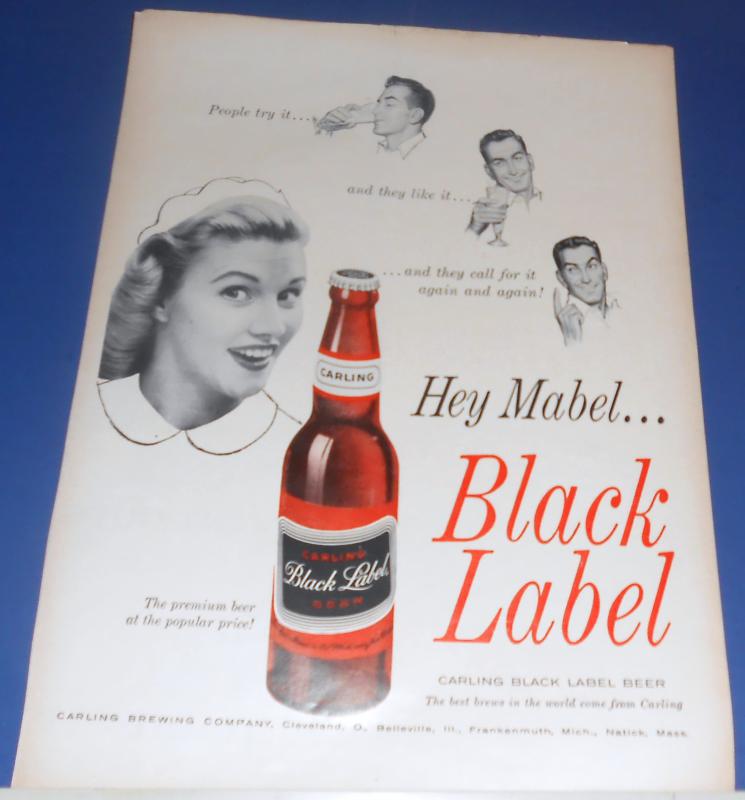 People try it...
and they like it...
...and they call for it
again and again!
CARLING
Hey Mabel...
Black
Label
CARLING
Black Label
BEER
The premium beer
at the popular price!
CARLING BLACK LABEL BEER
The best brews in the world come from Carling
CARLING BREWING COMPANY, Cleveland, O., Belleville, Ill., Frankenmuth, Mich., Natick, Mass.